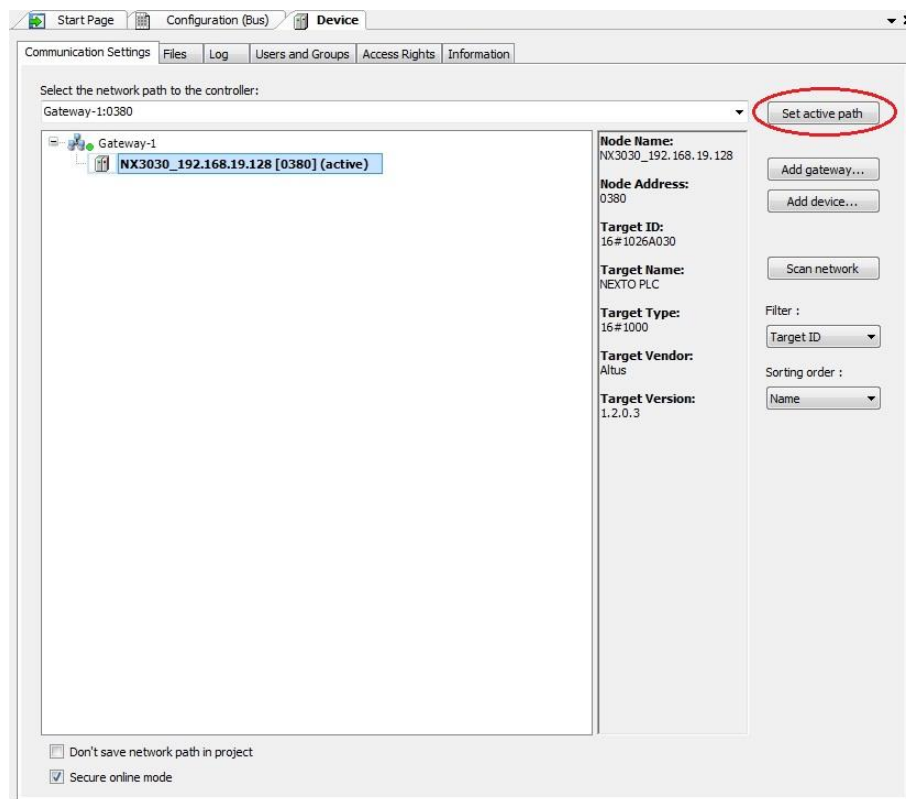 Start Page
Configuration (Bus)
Device
Communication Settings
Files
Log
Users and Groups
Access Rights
Information
Select the network path to the controller:
Gateway-1:0380
Set active path
Gateway-1
NX3030_192.168.19.128 [0380] (active)
Node Name:
NX3030_192.168.19.128
Node Address:
0380
Target ID:
16#1026A030
Target Name:
NEXTO PLC
Target Type:
16#1000
Target Vendor:
Altus
Target Version:
1.2.0.3
Add gateway...
Add device...
Scan network
Filter :
Target ID
Sorting order :
Name
Don't save network path in project
Secure online mode